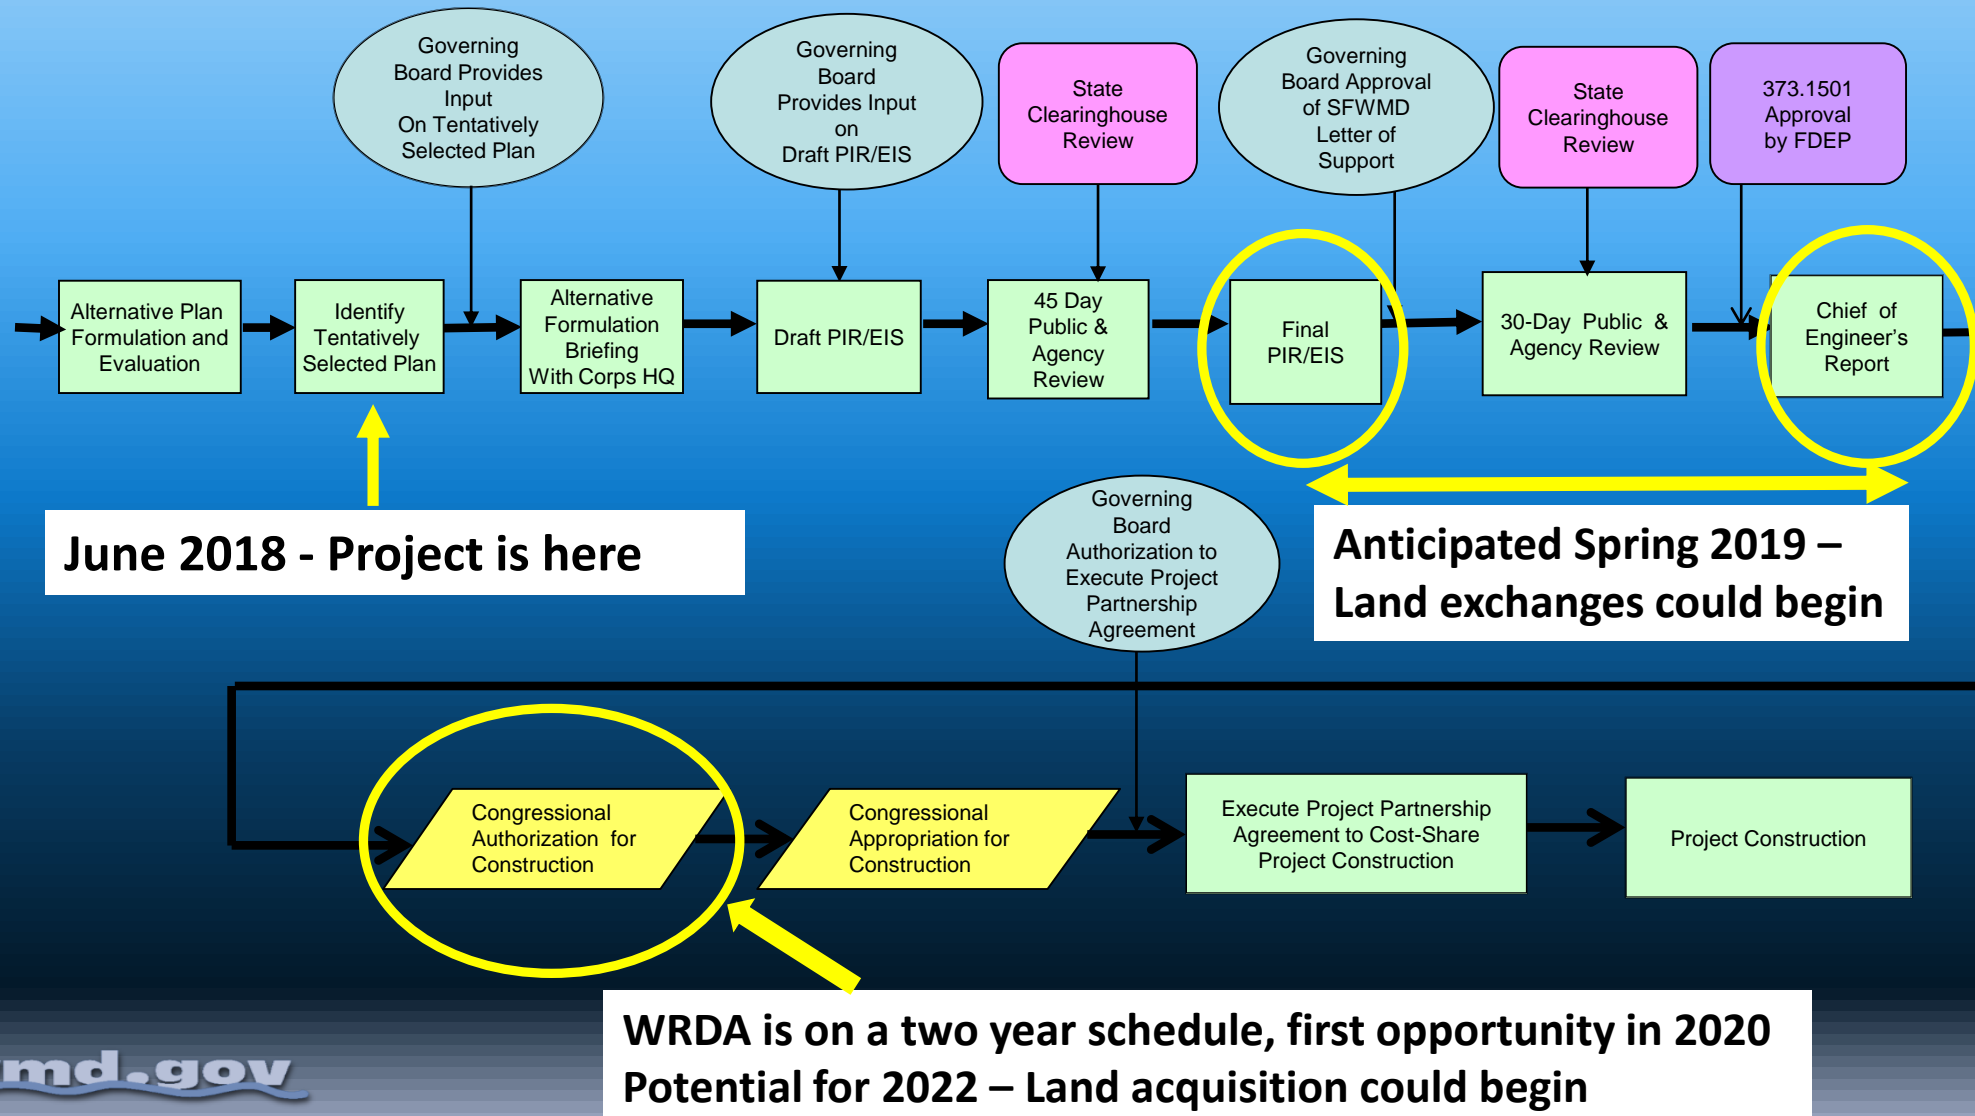 Governing
Board Provides
Input
On Tentatively
Selected Plan
Governing
Board
Provides Input
on
Draft PIR/EIS
State
Clearinghouse
Review
Governing
Board Approval
of SFWMD
Letter of
Support
State
Clearinghouse
Review
373.1501
Approval
by FDEP
Alternative Plan
Formulation and
Evaluation
Identify
Tentatively
Selected Plan
Alternative
Formulation
Briefing
With Corps HQ
Draft PIR/EIS
45 Day
Public &
Agency
Review
Final
PIR/EIS
30-Day Public &
Agency Review
Chief of
Engineer's
Report
June 2018 - Project is here
Governing
Board
Authorization to
Execute Project
Partnership
Agreement
Anticipated Spring 2019 –
Land exchanges could begin
Congressional
Authorization for
Construction
Congressional
Appropriation for
Construction
Execute Project Partnership
Agreement to Cost-Share
Project Construction
Project Construction
WRDA is on a two year schedule, first opportunity in 2020
Potential for 2022 – Land acquisition could begin
md.gov